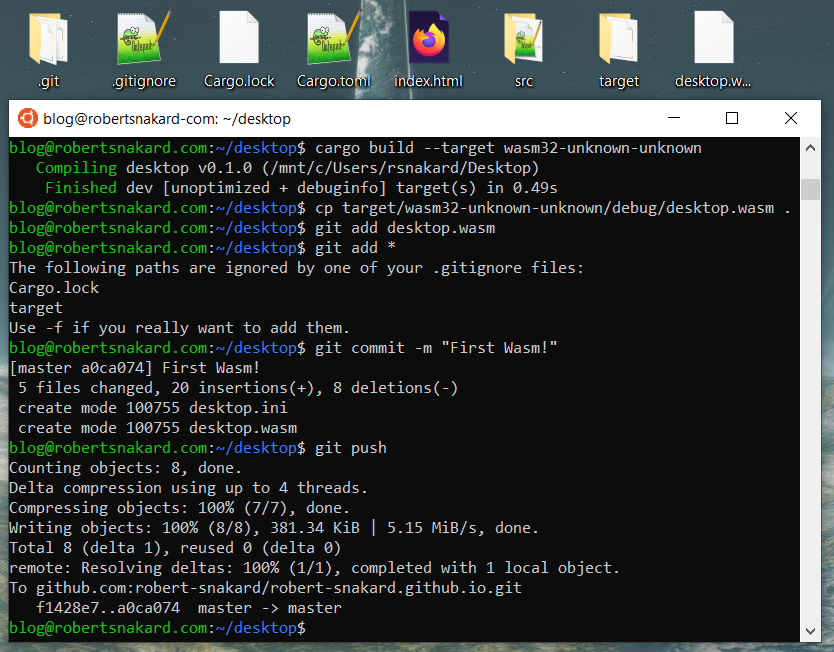 .git
.gitignore
Cargo.lock
Cargo.toml
index.html
src
target
desktop.w...
blog@robertsnakard.com: ~/desktop
blog@robertsnakard.com:~/desktop$ cargo build --target wasm32-unknown-unknown
Compiling desktop v0.1.0 (/mnt/c/Users/rsnakard/Desktop)
Finished dev [unoptimized + debuginfo] target(s) in 0.49s
blog@robertsnakard.com:~/desktop$ cp target/wasm32-unknown-unknown/debug/desktop.wasm .
blog@robertsnakard.com:~/desktop$ git add desktop.wasm
blog@robertsnakard.com:~/desktop$ git add *
The following paths are ignored by one of your .gitignore files:
Cargo.lock
target
Use -f if you really want to add them.
blog@robertsnakard.com:~/desktop$ git commit -m "First Wasm!"
[master a0ca074] First Wasm!
5 files changed, 20 insertions(+), 8 deletions(-)
create mode 100755 desktop.ini
create mode 100755 desktop.wasm
blog@robertsnakard.com:~/desktop$ git push
Counting objects: 8, done.
Delta compression using up to 4 threads.
Compressing objects: 100% (7/7), done.
Writing objects: 100% (8/8), 381.34 KiB | 5.15 MiB/s, done.
Total 8 (delta 1), reused 0 (delta 0)
remote: Resolving deltas: 100% (1/1), completed with 1 local object.
To github.com:robert-snakard/robert-snakard.github.io.git
f1428e7..a0ca074  master -> master
blog@robertsnakard.com:~/desktop$